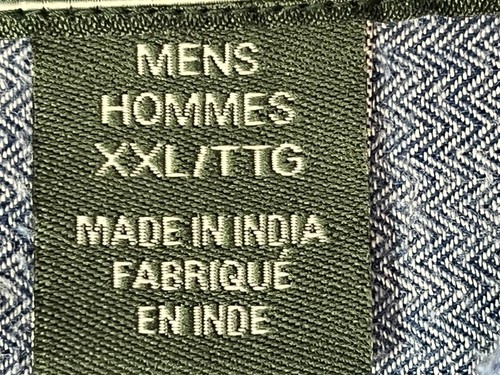 MENS
HOMMES
XXL/TTG
MADE IN INDIA
FABRIQUÉ
EN INDE